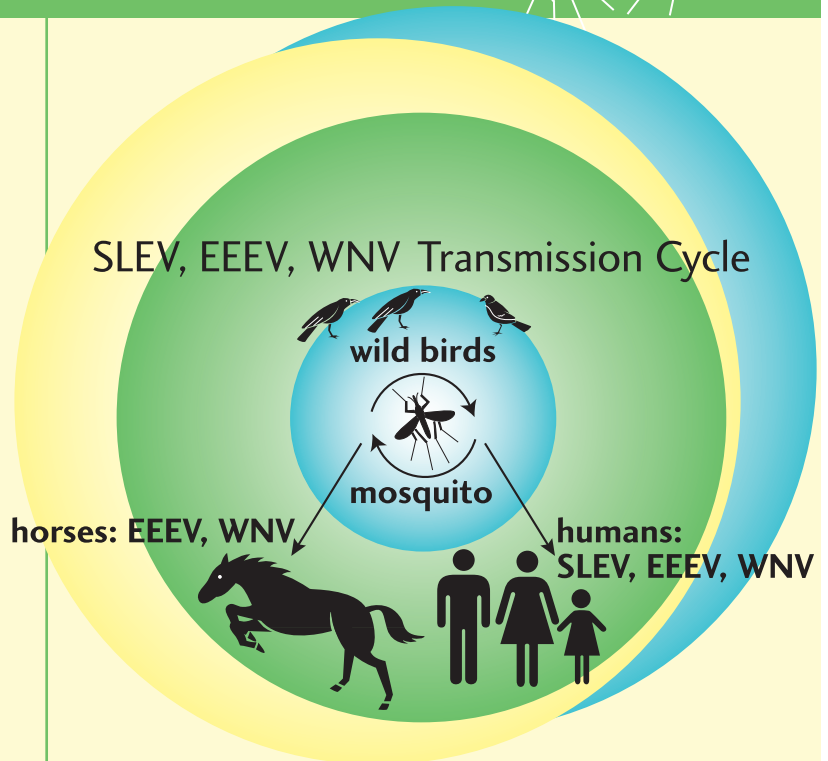 SLEV, EEEV, WNV Transmission Cycle
wild birds
mosquito
horses: EEEV, WNV
humans:
SLEV, EEEV, WNV